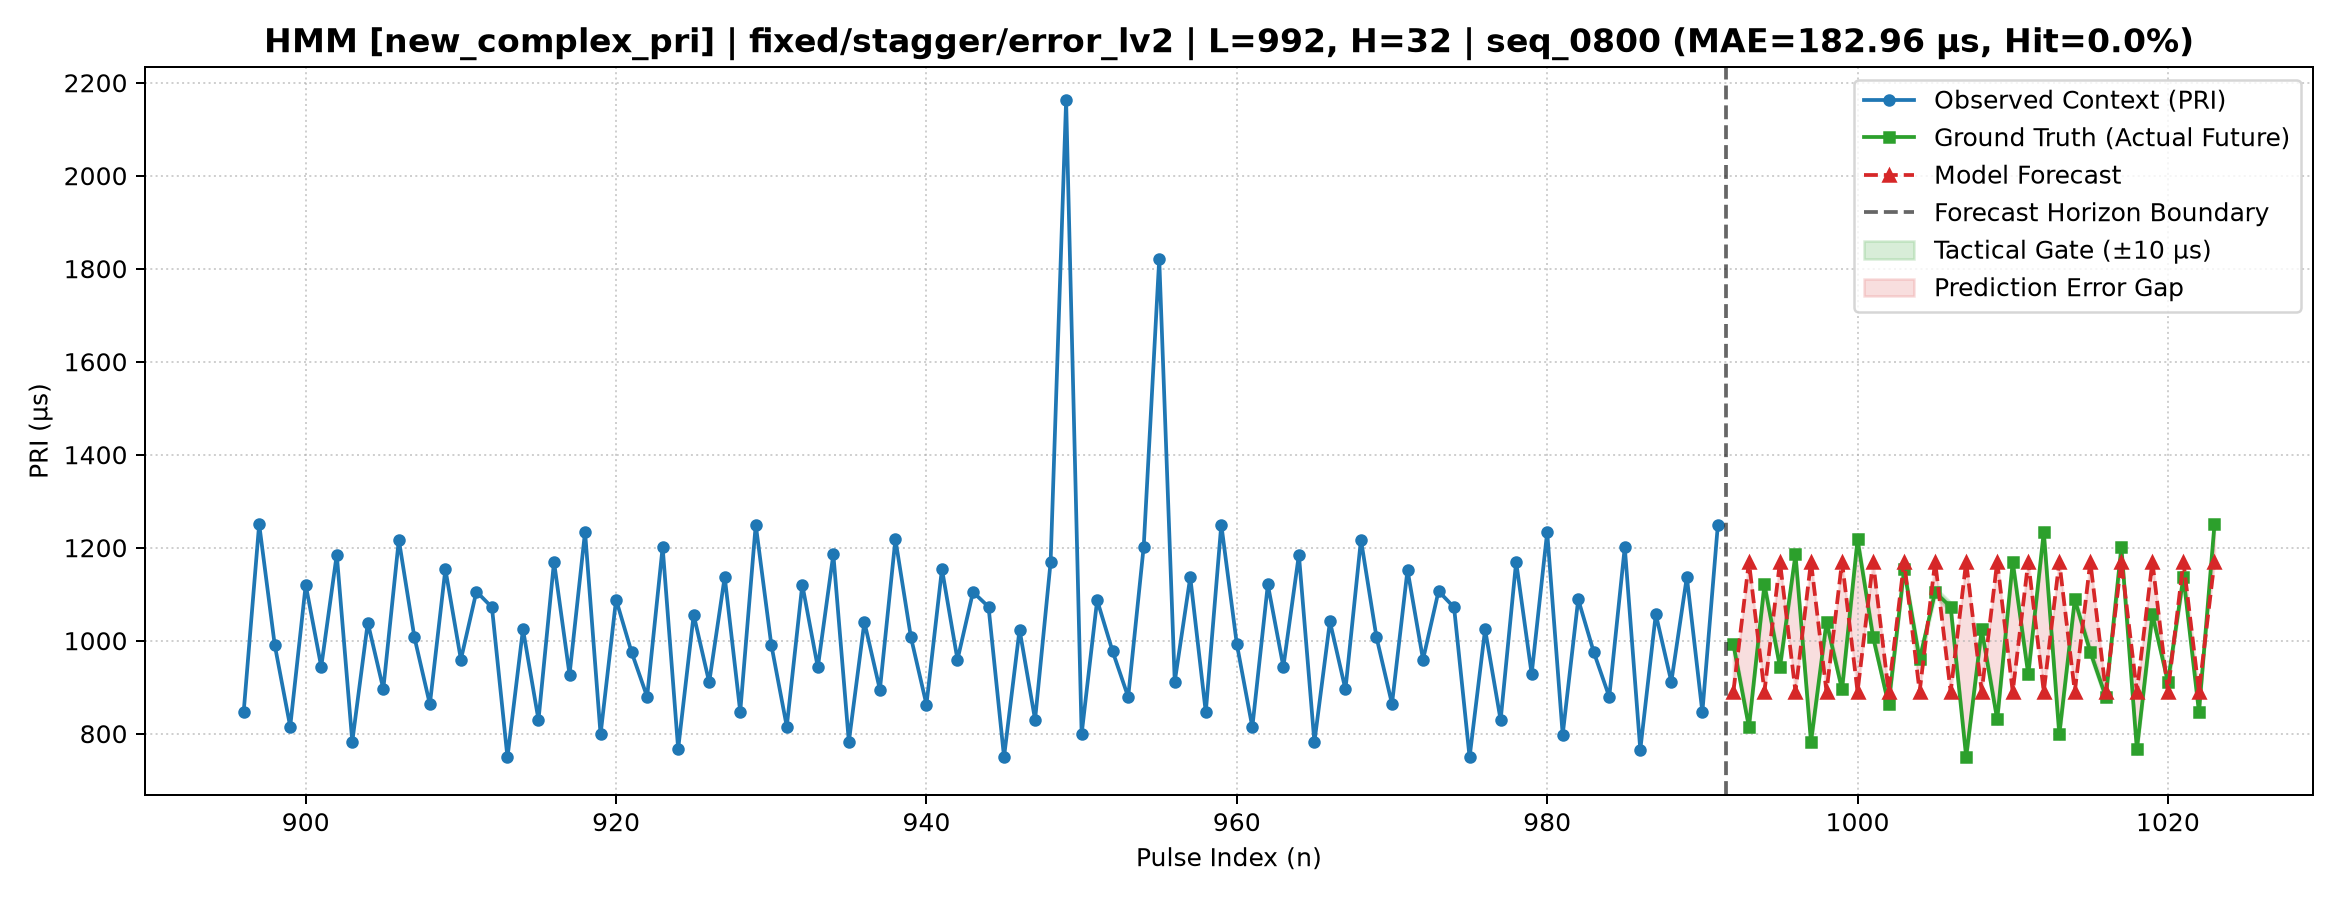 HMM [new_complex_pri] | fixed/stagger/error_lv2 | L=992, H=32 | seq_0800 (MAE=182.96 µs, Hit=0.0%)
2200
2000
1800
1600
1400
1200
1000
800
PRI (µs)
Observed Context (PRI)
Ground Truth (Actual Future)
Model Forecast
Forecast Horizon Boundary
Tactical Gate (±10 µs)
Prediction Error Gap
900
920
940
960
980
1000
1020
Pulse Index (n)